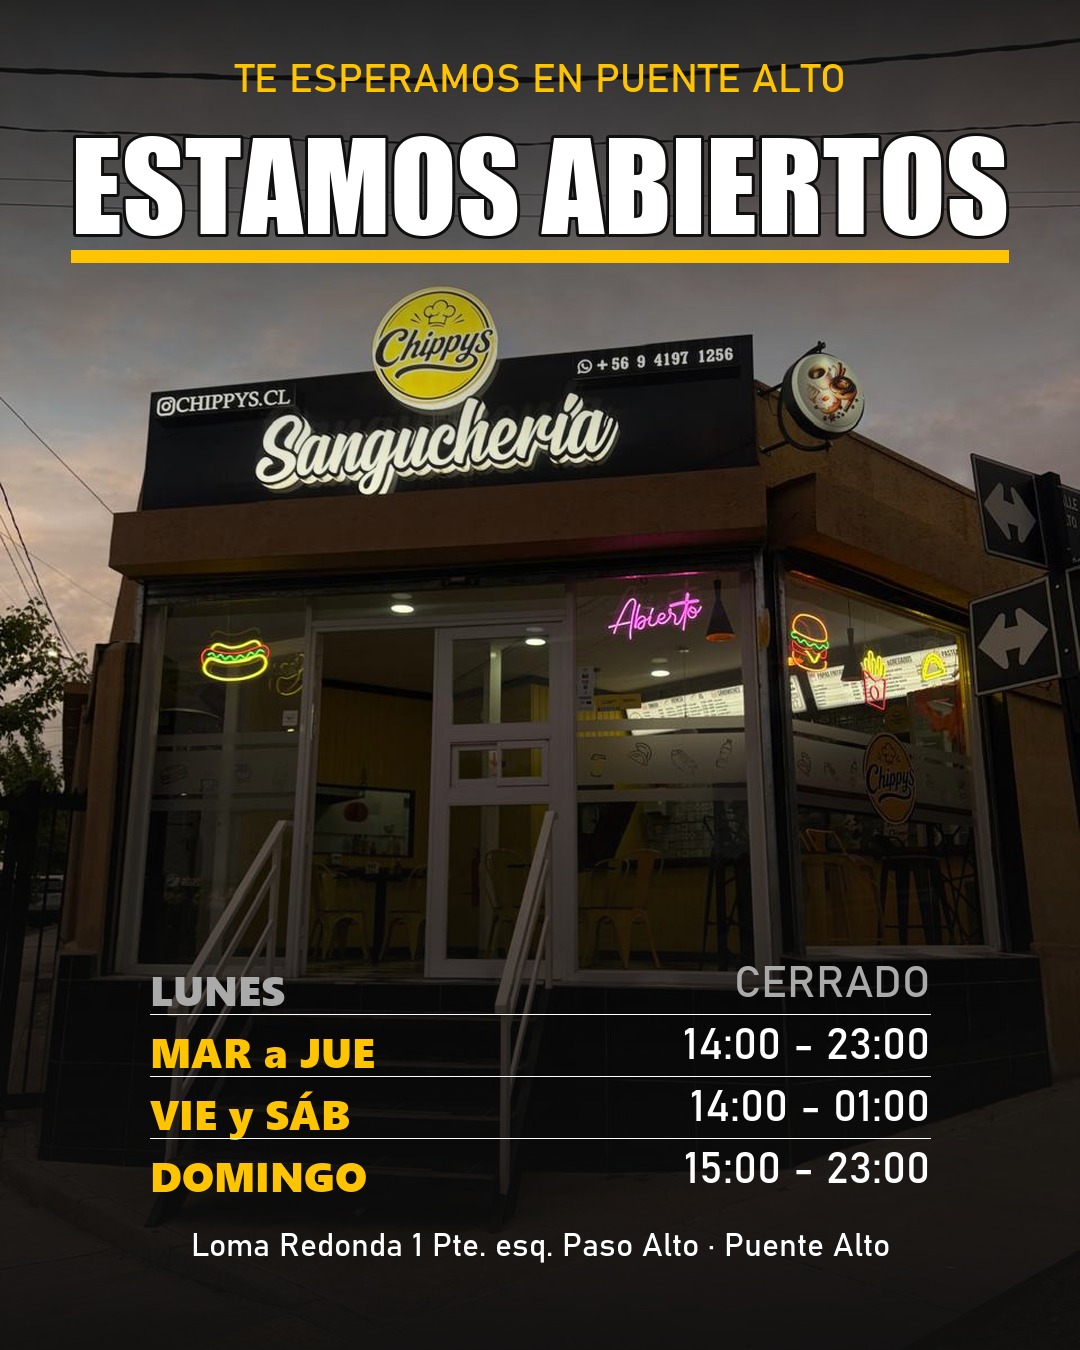 TE ESPERAMOS EN PUENTE ALTO
ESTAMOS ABIERTOS
Chippys
CHIPPYS.CL
+56 9 4197 1256
Sanguchería
Abierto
AGREGADOS
Chippys
LUNES CERRADO
MAR a JUE 14:00 - 23:00
VIE y SÁB 14:00 - 01:00
DOMINGO 15:00 - 23:00
Loma Redonda 1 Pte. esq. Paso Alto · Puente Alto